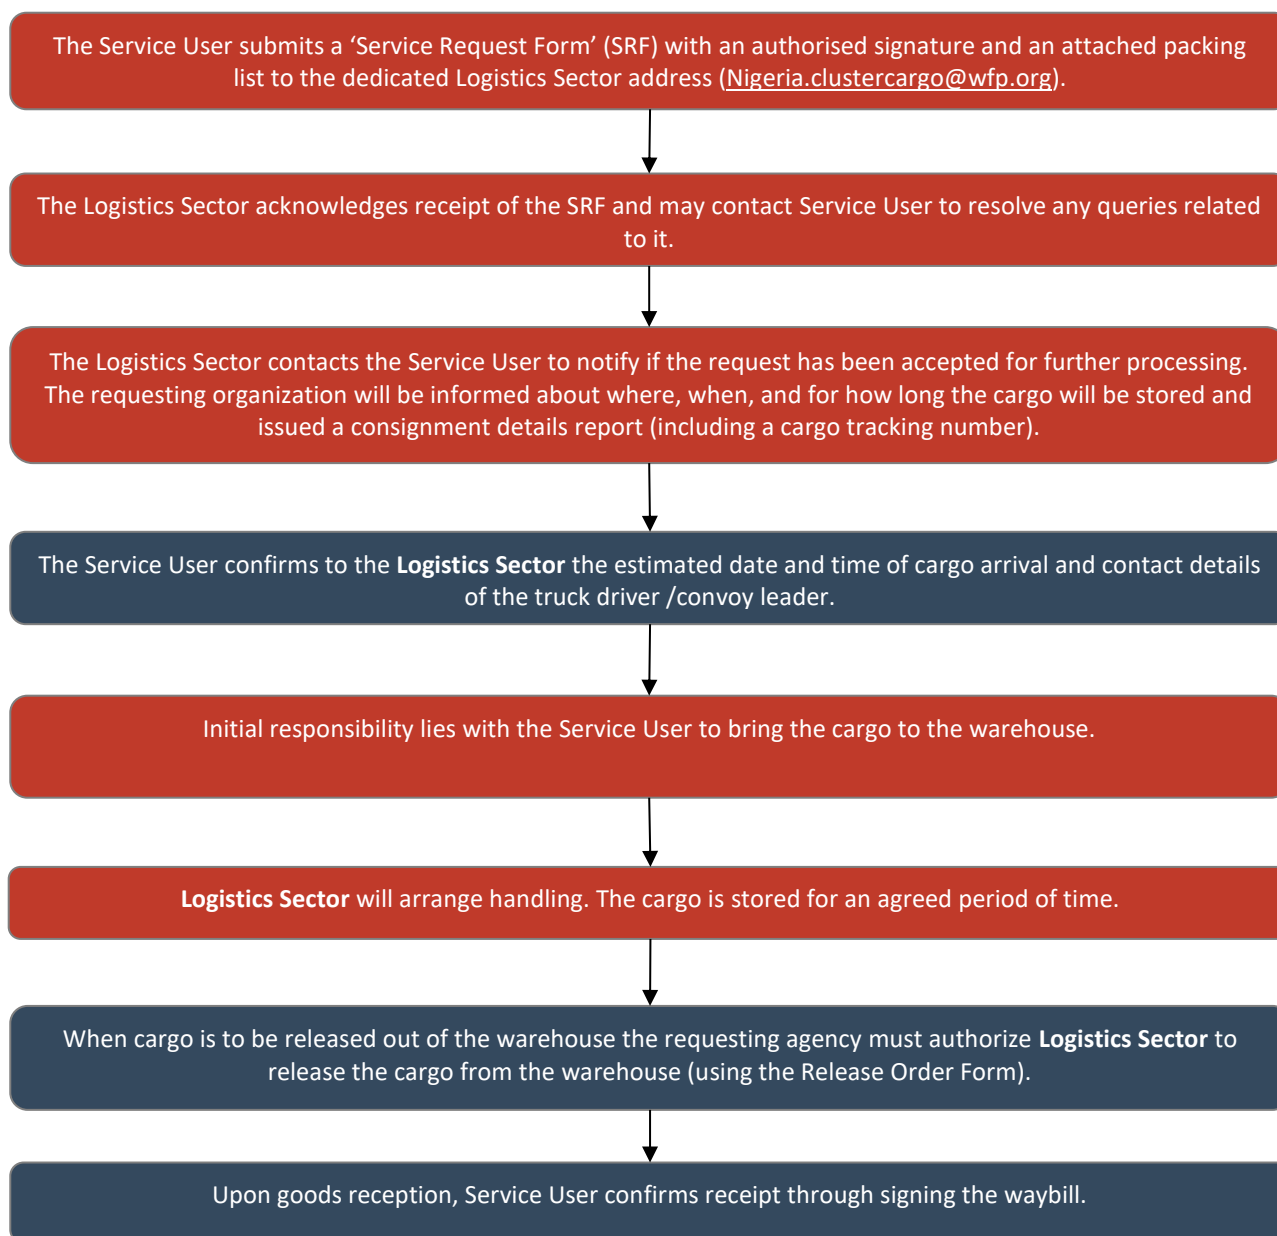 The Service User submits a ‘Service Request Form’ (SRF) with an authorised signature and an attached packing
list to the dedicated Logistics Sector address (Nigeria.clustercargo@wfp.org).
The Logistics Sector acknowledges receipt of the SRF and may contact Service User to resolve any queries related
to it.
The Logistics Sector contacts the Service User to notify if the request has been accepted for further processing.
The requesting organization will be informed about where, when, and for how long the cargo will be stored and
issued a consignment details report (including a cargo tracking number).
The Service User confirms to the Logistics Sector the estimated date and time of cargo arrival and contact details
of the truck driver /convoy leader.
Initial responsibility lies with the Service User to bring the cargo to the warehouse.
Logistics Sector will arrange handling. The cargo is stored for an agreed period of time.
When cargo is to be released out of the warehouse the requesting agency must authorize Logistics Sector to
release the cargo from the warehouse (using the Release Order Form).
Upon goods reception, Service User confirms receipt through signing the waybill.